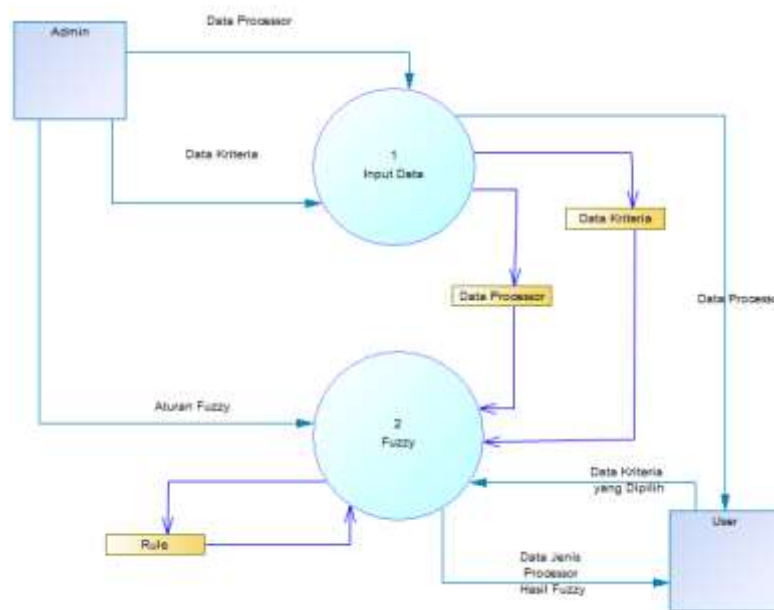 Data Processor
Admin
1
Input Data
Data Kriteria
Data Kriteria
Data Processor
Data Processor
Aturan Fuzzy
2
Fuzzy
Data Kriteria
yang Dipilih
User
Rule
Data Jenis
Processor
Hasil Fuzzy